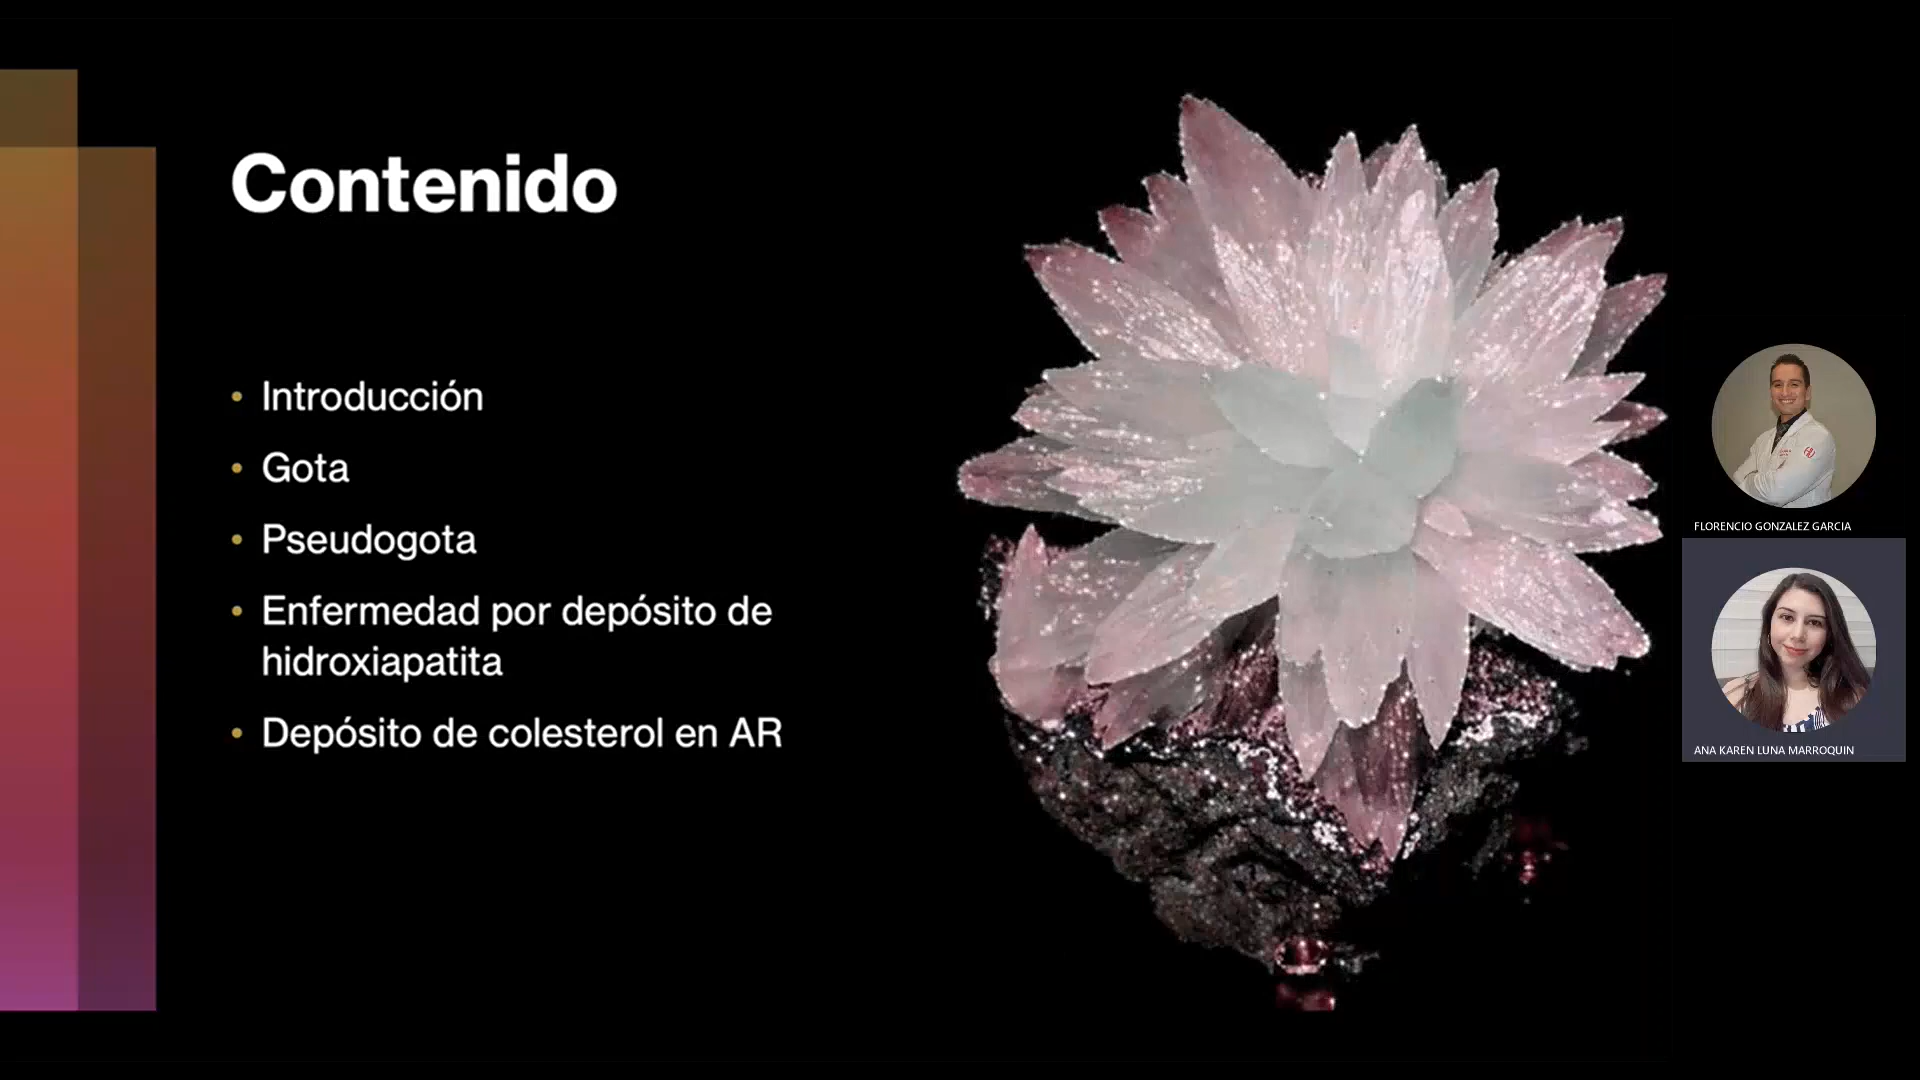 Contenido
• Introducción
• Gota
• Pseudogota
• Enfermedad por depósito de
hidroxiapatita
• Depósito de colesterol en AR
FLORENCIO GONZALEZ GARCIA
ANA KAREN LUNA MARROQUIN